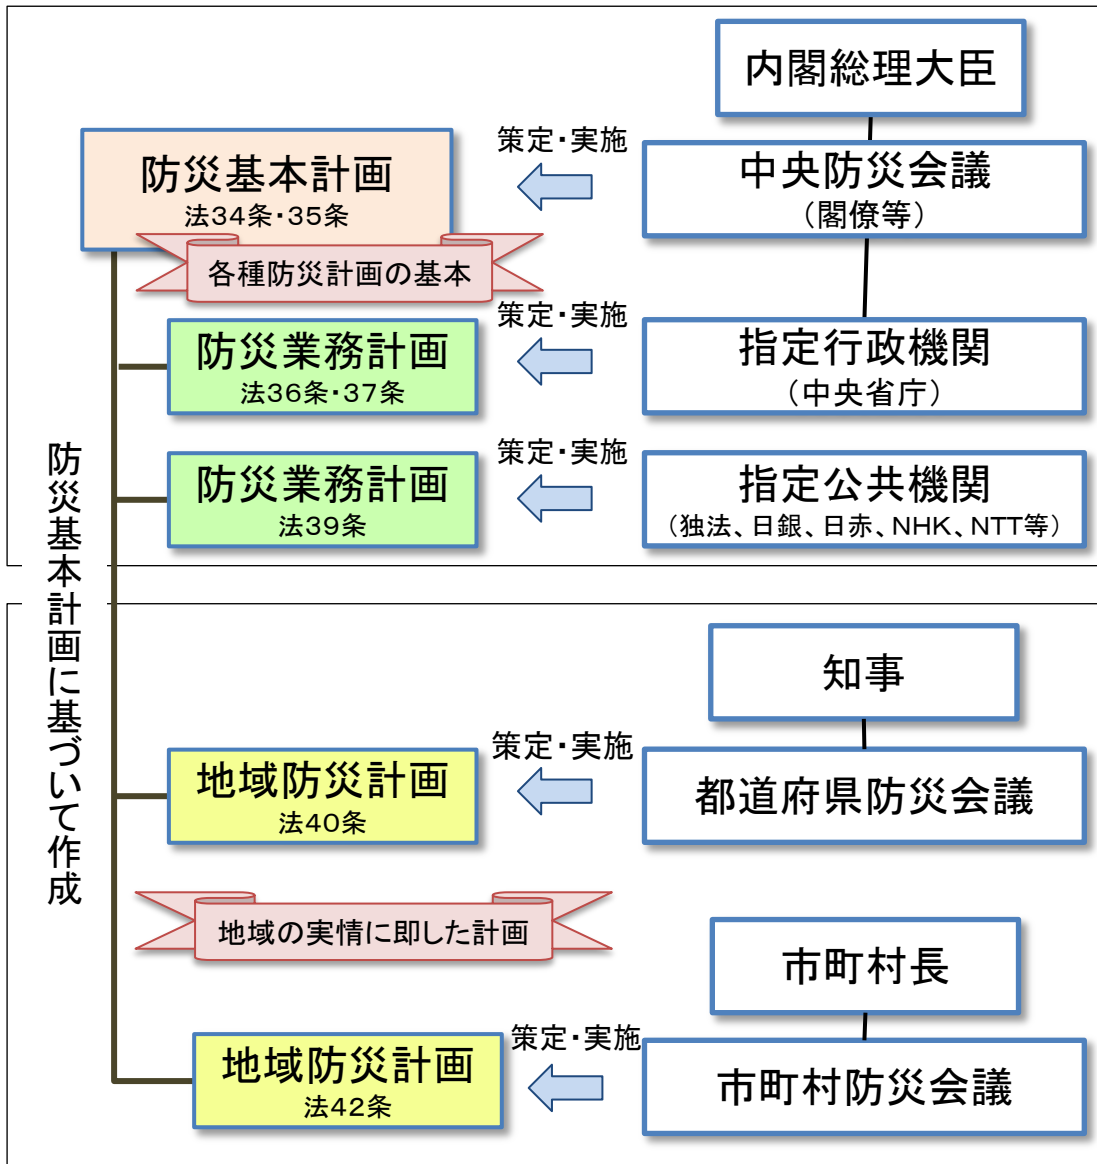 内閣総理大臣
防災基本計画
法34条・35条
策定・実施
中央防災会議
（閣僚等）
各種防災計画の基本
防災業務計画
法36条・37条
策定・実施
指定行政機関
（中央省庁）
防災業務計画
法39条
策定・実施
指定公共機関
（独法、日銀、日赤、NHK、NTT等）
防災基本計画に基づいて作成
知事
地域防災計画
法40条
策定・実施
都道府県防災会議
地域の実情に即した計画
市町村長
地域防災計画
法42条
策定・実施
市町村防災会議